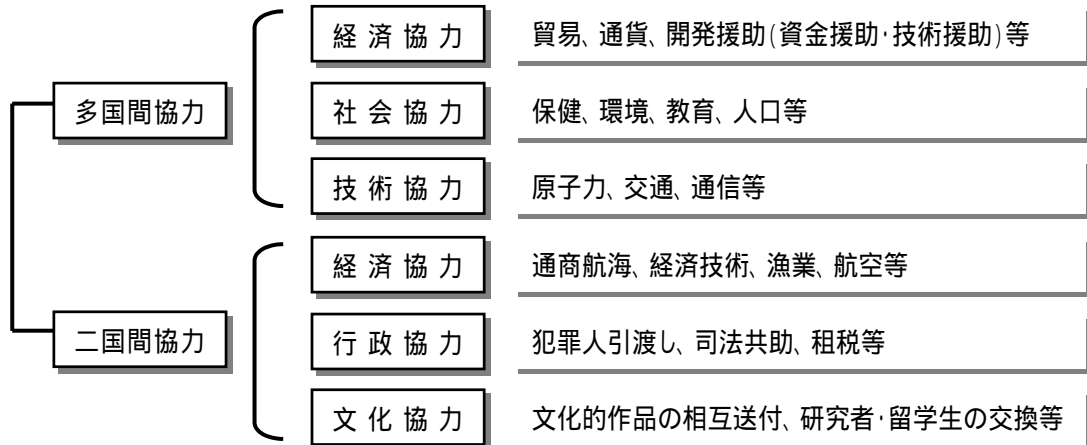 経済協力 貿易、通貨、開発援助(資金援助・技術援助)等
多国間協力
社会協力 保健、環境、教育、人口等
技術協力 原子力、交通、通信等
経済協力 通商航海、経済技術、漁業、航空等
二国間協力
行政協力 犯罪人引渡し、司法共助、租税等
文化協力 文化的作品の相互送付、研究者・留学生の交換等